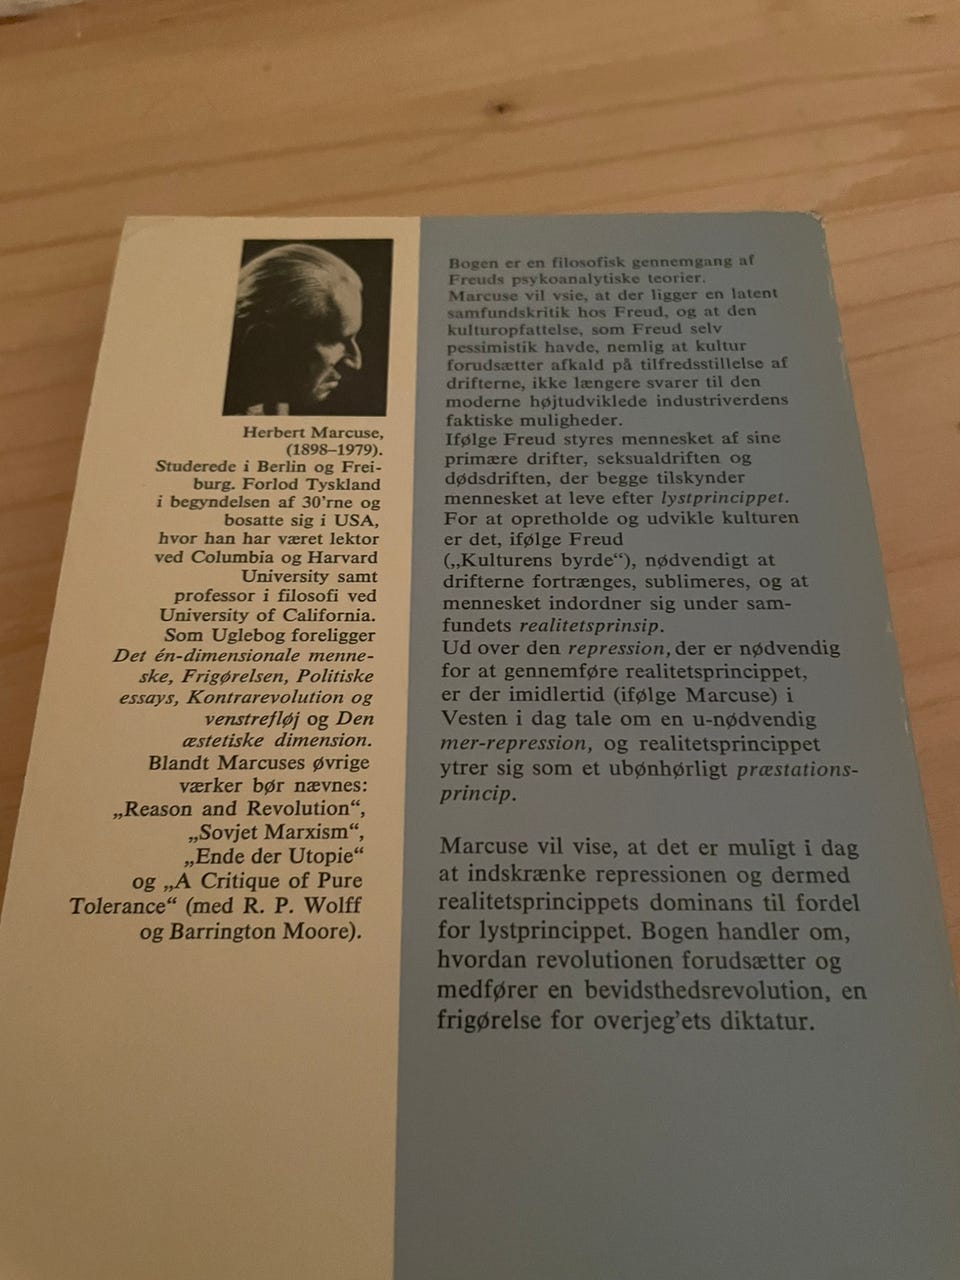 Herbert Marcuse,
(1898–1979).
Studerede i Berlin og Frei-
burg. Forlod Tyskland
i begyndelsen af 30'rne og
bosatte sig i USA,
hvor han har været lektor
ved Columbia og Harvard
University samt
professor i filosofi ved
University of California.
Som Uglebog foreligger
Det én-dimensionale menne-
ske, Frigørelsen, Politiske
essays, Kontrarevolution og
venstrefløj og Den
æstetiske dimension.
Blandt Marcuses øvrige
værker bør nævnes:
„Reason and Revolution“,
„Sovjet Marxism“,
„Ende der Utopie“
og „A Critique of Pure
Tolerance“ (med R. P. Wolff
og Barrington Moore).
Bogen er en filosofisk gennemgang af
Freuds psykoanalytiske teorier.
Marcuse vil vsie, at der ligger en latent
samfundskritik hos Freud, og at den
kulturopfattelse, som Freud selv
pessimistik havde, nemlig at kultur
forudsætter afkald på tilfredsstillelse af
drifterne, ikke længere svarer til den
moderne højtudviklede industriverdens
faktiske muligheder.
Ifølge Freud styres mennesket af sine
primære drifter, seksualdriften og
dødsdriften, der begge tilskynder
mennesket at leve efter lystprincippet.
For at opretholde og udvikle kulturen
er det, ifølge Freud
(„Kulturens byrde“), nødvendigt at
drifterne fortrænges, sublimeres, og at
mennesket indordner sig under sam-
fundets realitetsprinsip.
Ud over den repression, der er nødvendig
for at gennemføre realitetsprincippet,
er der imidlertid (ifølge Marcuse) i
Vesten i dag tale om en u-nødvendig
mer-repression, og realitetsprincippet
ytrer sig som et ubønhørligt præstations-
princip.
Marcuse vil vise, at det er muligt i dag
at indskrænke repressionen og dermed
realitetsprincippets dominans til fordel
for lystprincippet. Bogen handler om,
hvordan revolutionen forudsætter og
medfører en bevidsthedsrevolution, en
frigørelse for overjeg'ets diktatur.